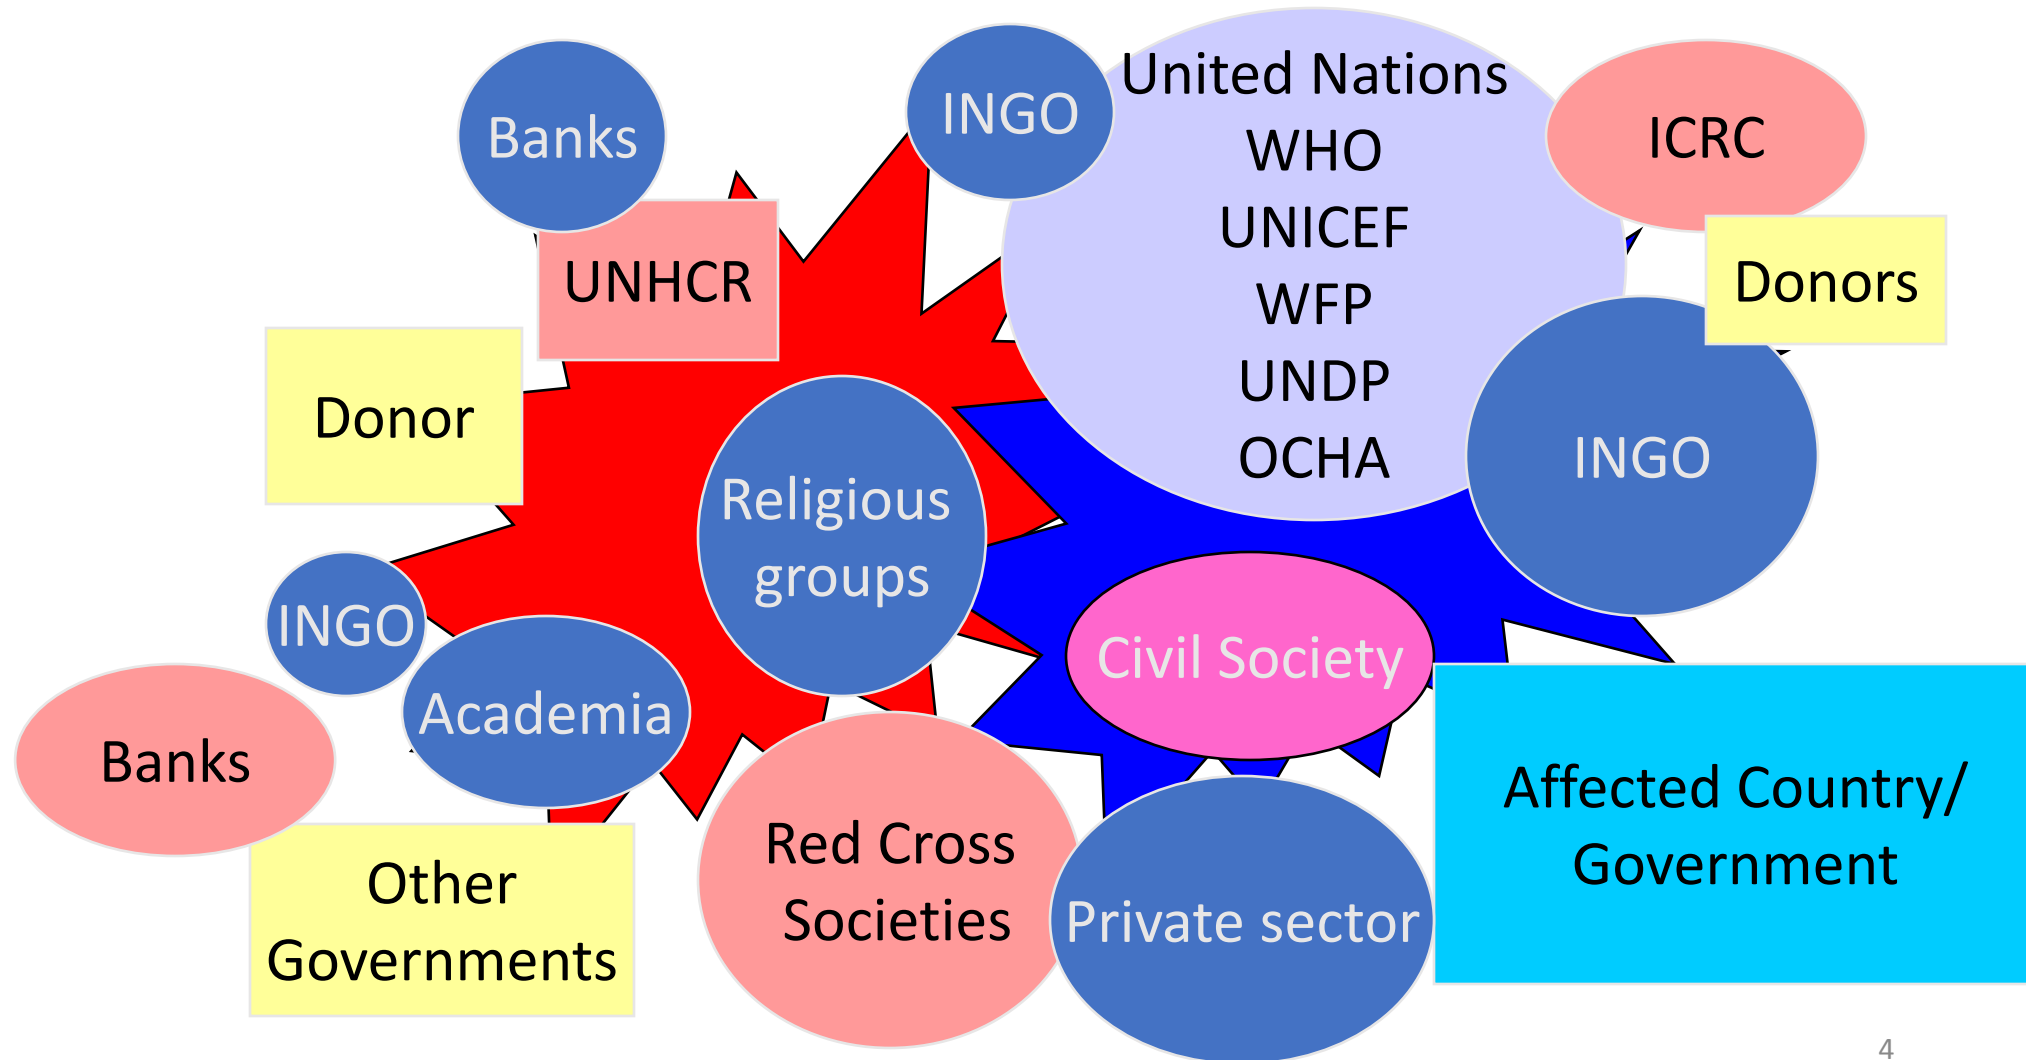 Banks
INGO
United Nations
WHO
UNICEF
WFP
UNDP
OCHA
ICRC
UNHCR
Donors
Donor
INGO
Religious
groups
INGO
Academia
Civil Society
Banks
Other
Governments
Red Cross
Societies
Private sector
Affected Country/
Government
4